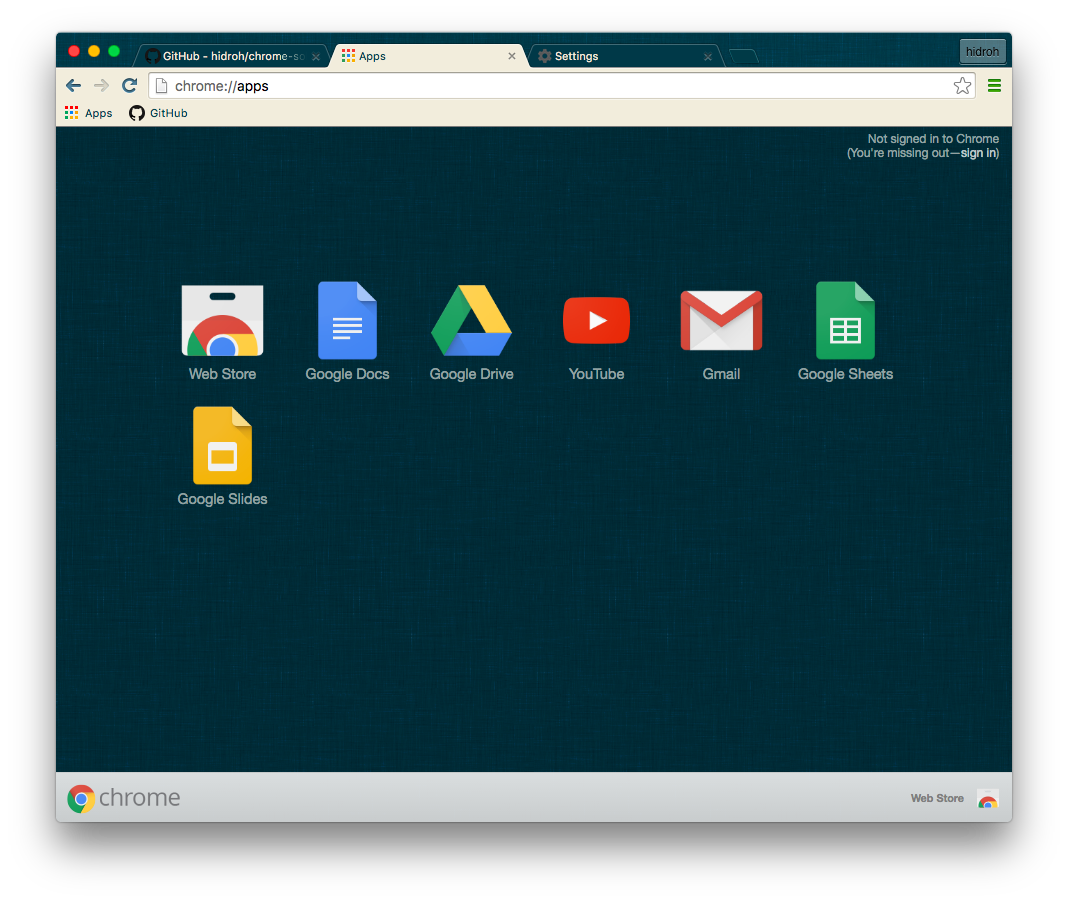 GitHub - hidroh/chrome-so
Apps
Settings
hidroh
chrome://apps
Apps
GitHub
Not signed in to Chrome
(You're missing out—sign in)
Web Store
Google Docs
Google Drive
YouTube
Gmail
Google Sheets
Google Slides
chrome
Web Store